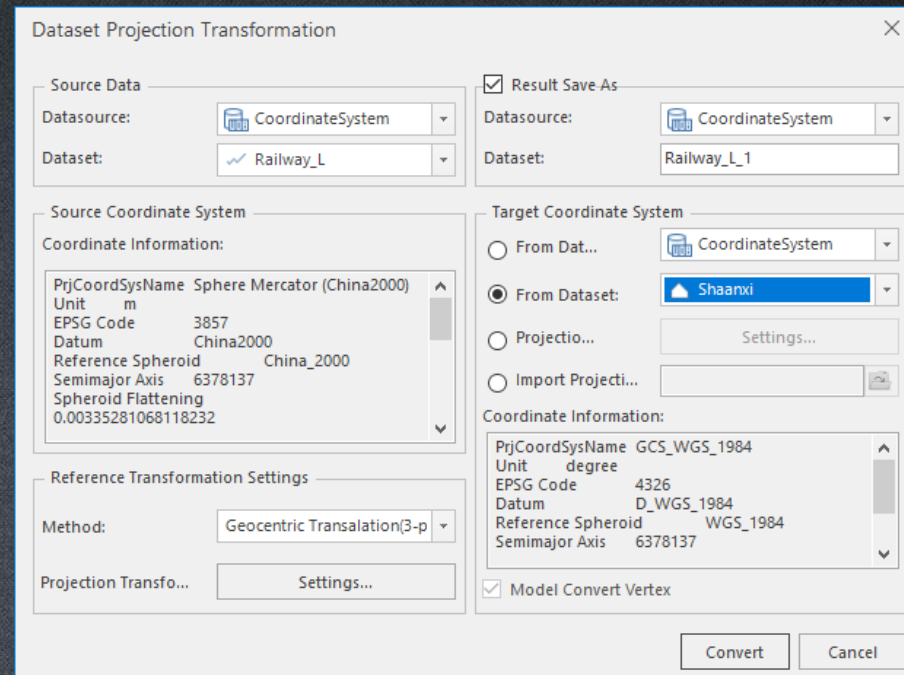 Dataset Projection Transformation
Source Data
Datasource:
CoordinateSystem
Dataset:
Railway_L
Result Save As
Datasource:
CoordinateSystem
Dataset:
Railway_L_1
Source Coordinate System
Coordinate Information:
PrjCoordSysName Sphere Mercator (China2000)
Unit m
EPSG Code 3857
Datum China2000
Reference Spheroid China_2000
Semimajor Axis 6378137
Spheroid Flattening
0.00335281068118232
Reference Transformation Settings
Method:
Geocentric Transalation(3-p
Projection Transfo...
Settings...
Target Coordinate System
From Dat...
CoordinateSystem
From Dataset:
Shaanxi
Projectio...
Settings...
Import Projecti...
Coordinate Information:
PrjCoordSysName GCS_WGS_1984
Unit degree
EPSG Code 4326
Datum D_WGS_1984
Reference Spheroid WGS_1984
Semimajor Axis 6378137
Model Convert Vertex
Convert
Cancel